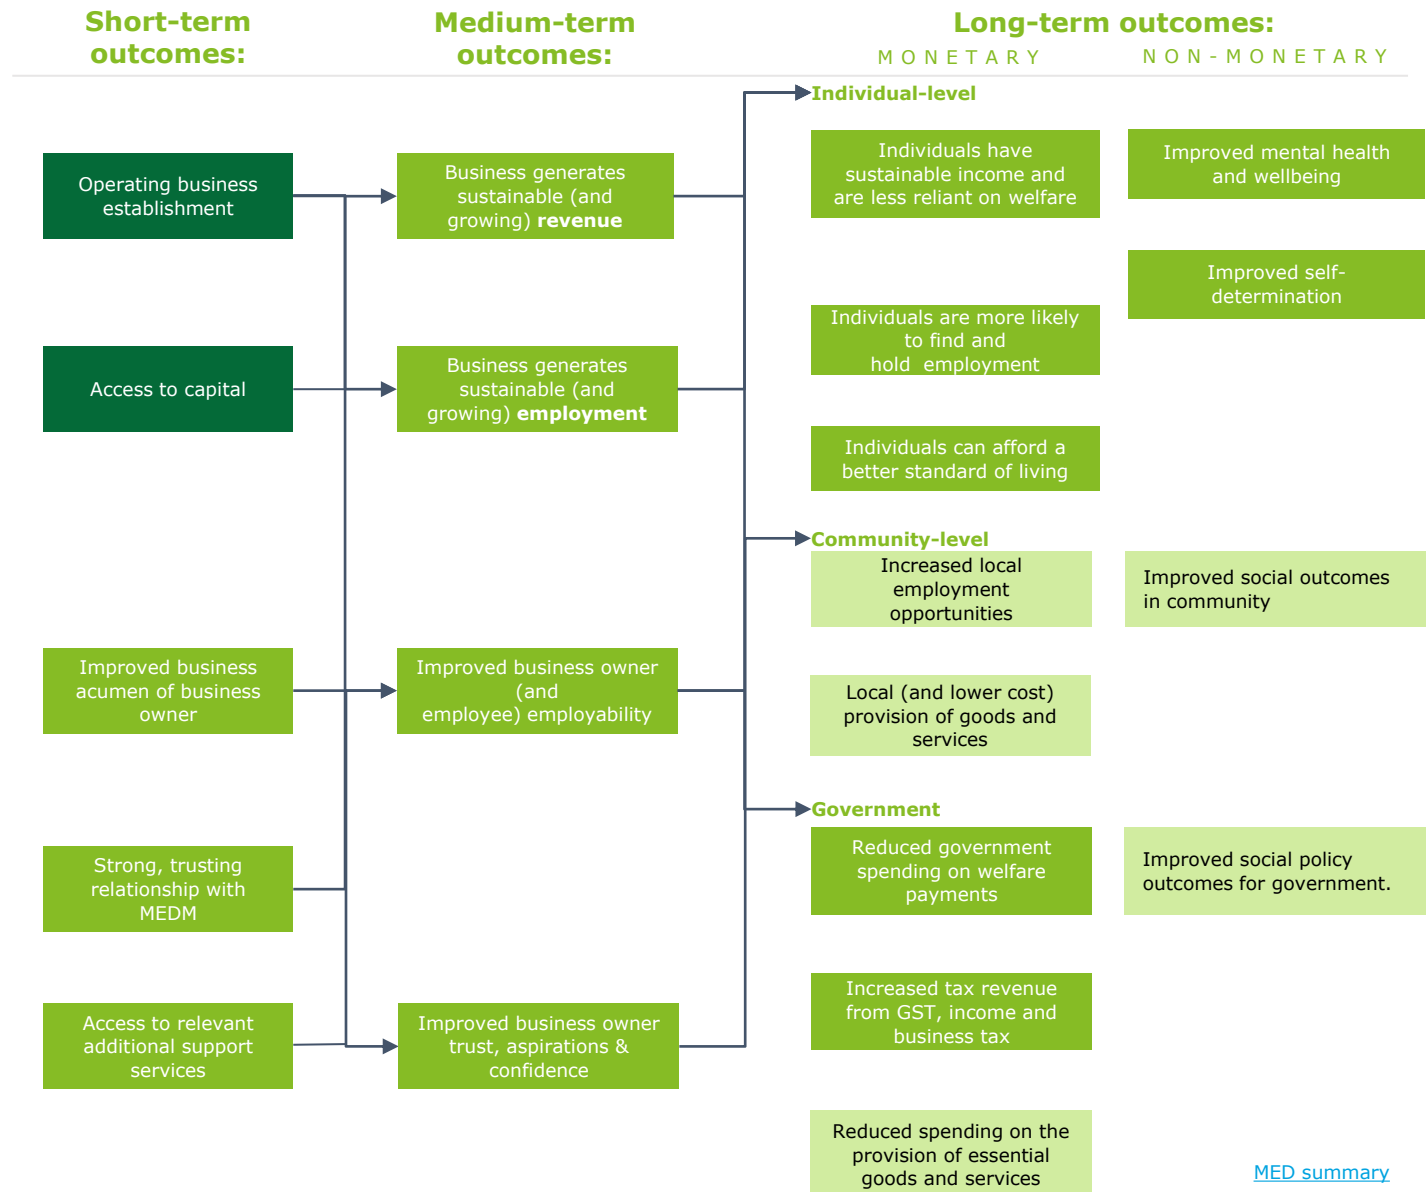 Short-term
outcomes:
Medium-term
outcomes:
Long-term outcomes:
MONETARY
NON-MONETARY
Operating business
establishment
Access to capital
Improved business
acumen of business
owner
Strong, trusting
relationship with
MEDM
Access to relevant
additional support
services
Business generates
sustainable (and
growing) revenue
Business generates
sustainable (and
growing) employment
Improved business owner
(and
employee) employability
Improved business owner
trust, aspirations &
confidence
Individual-level
Individuals have
sustainable income and
are less reliant on welfare
Individuals are more likely
to find and
hold  employment
Individuals can afford a
better standard of living
Improved mental health
and wellbeing
Improved self-
determination
Community-level
Increased local
employment
opportunities
Local (and lower cost)
provision of goods and
services
Improved social outcomes
in community
Government
Reduced government
spending on welfare
payments
Increased tax revenue
from GST, income and
business tax
Reduced spending on the
provision of essential
goods and services
Improved social policy
outcomes for government.
MED summary